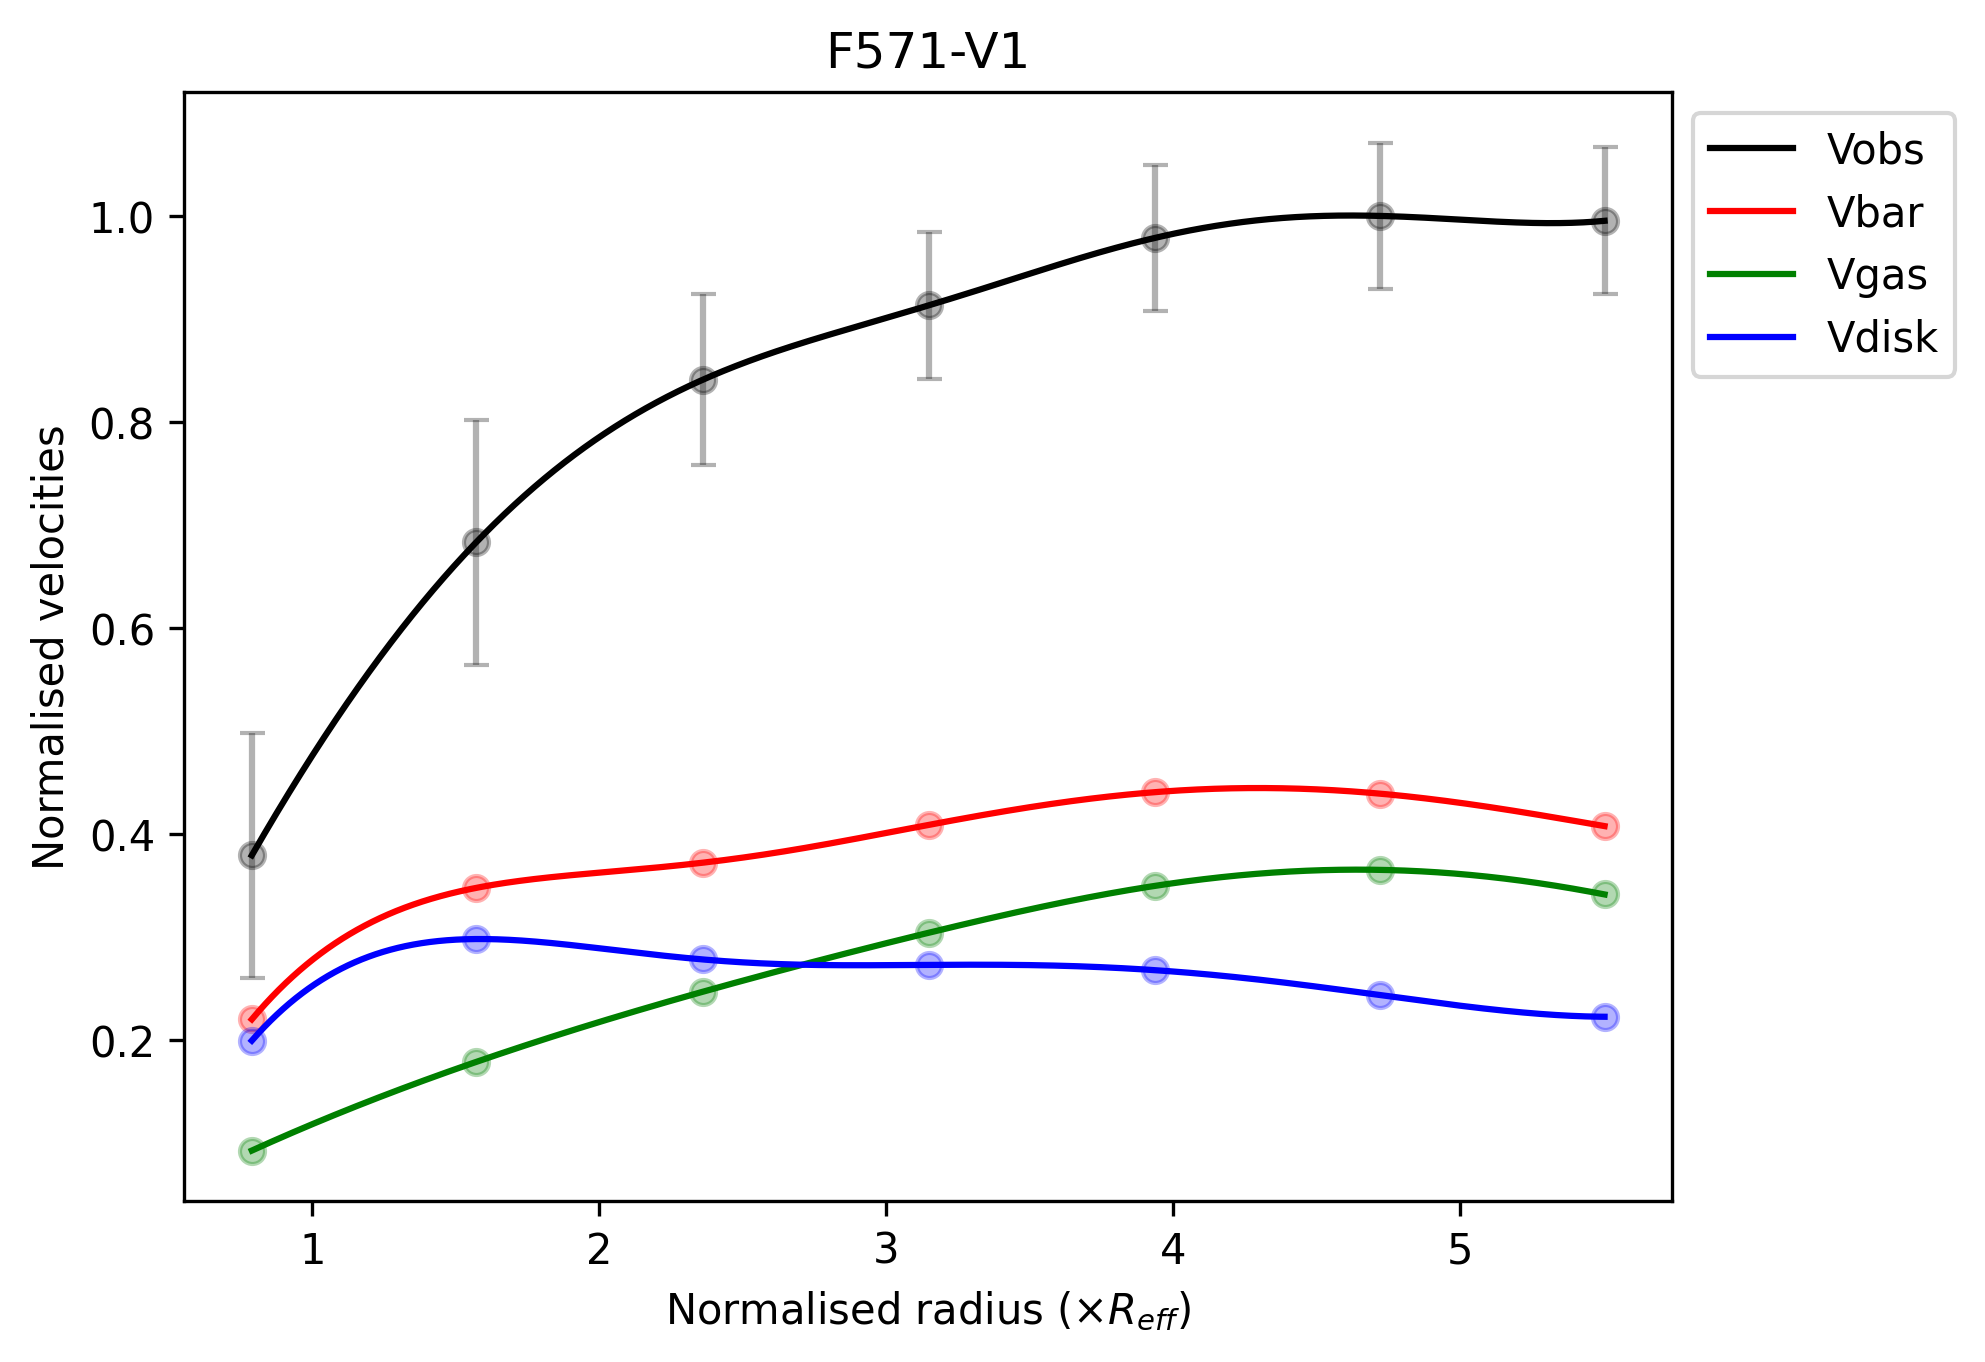 F571-V1
Normalised velocities
1.0
0.8
0.6
0.4
0.2
1 2 3 4 5
Normalised radius (×R_eff)
Vobs
Vbar
Vgas
Vdisk